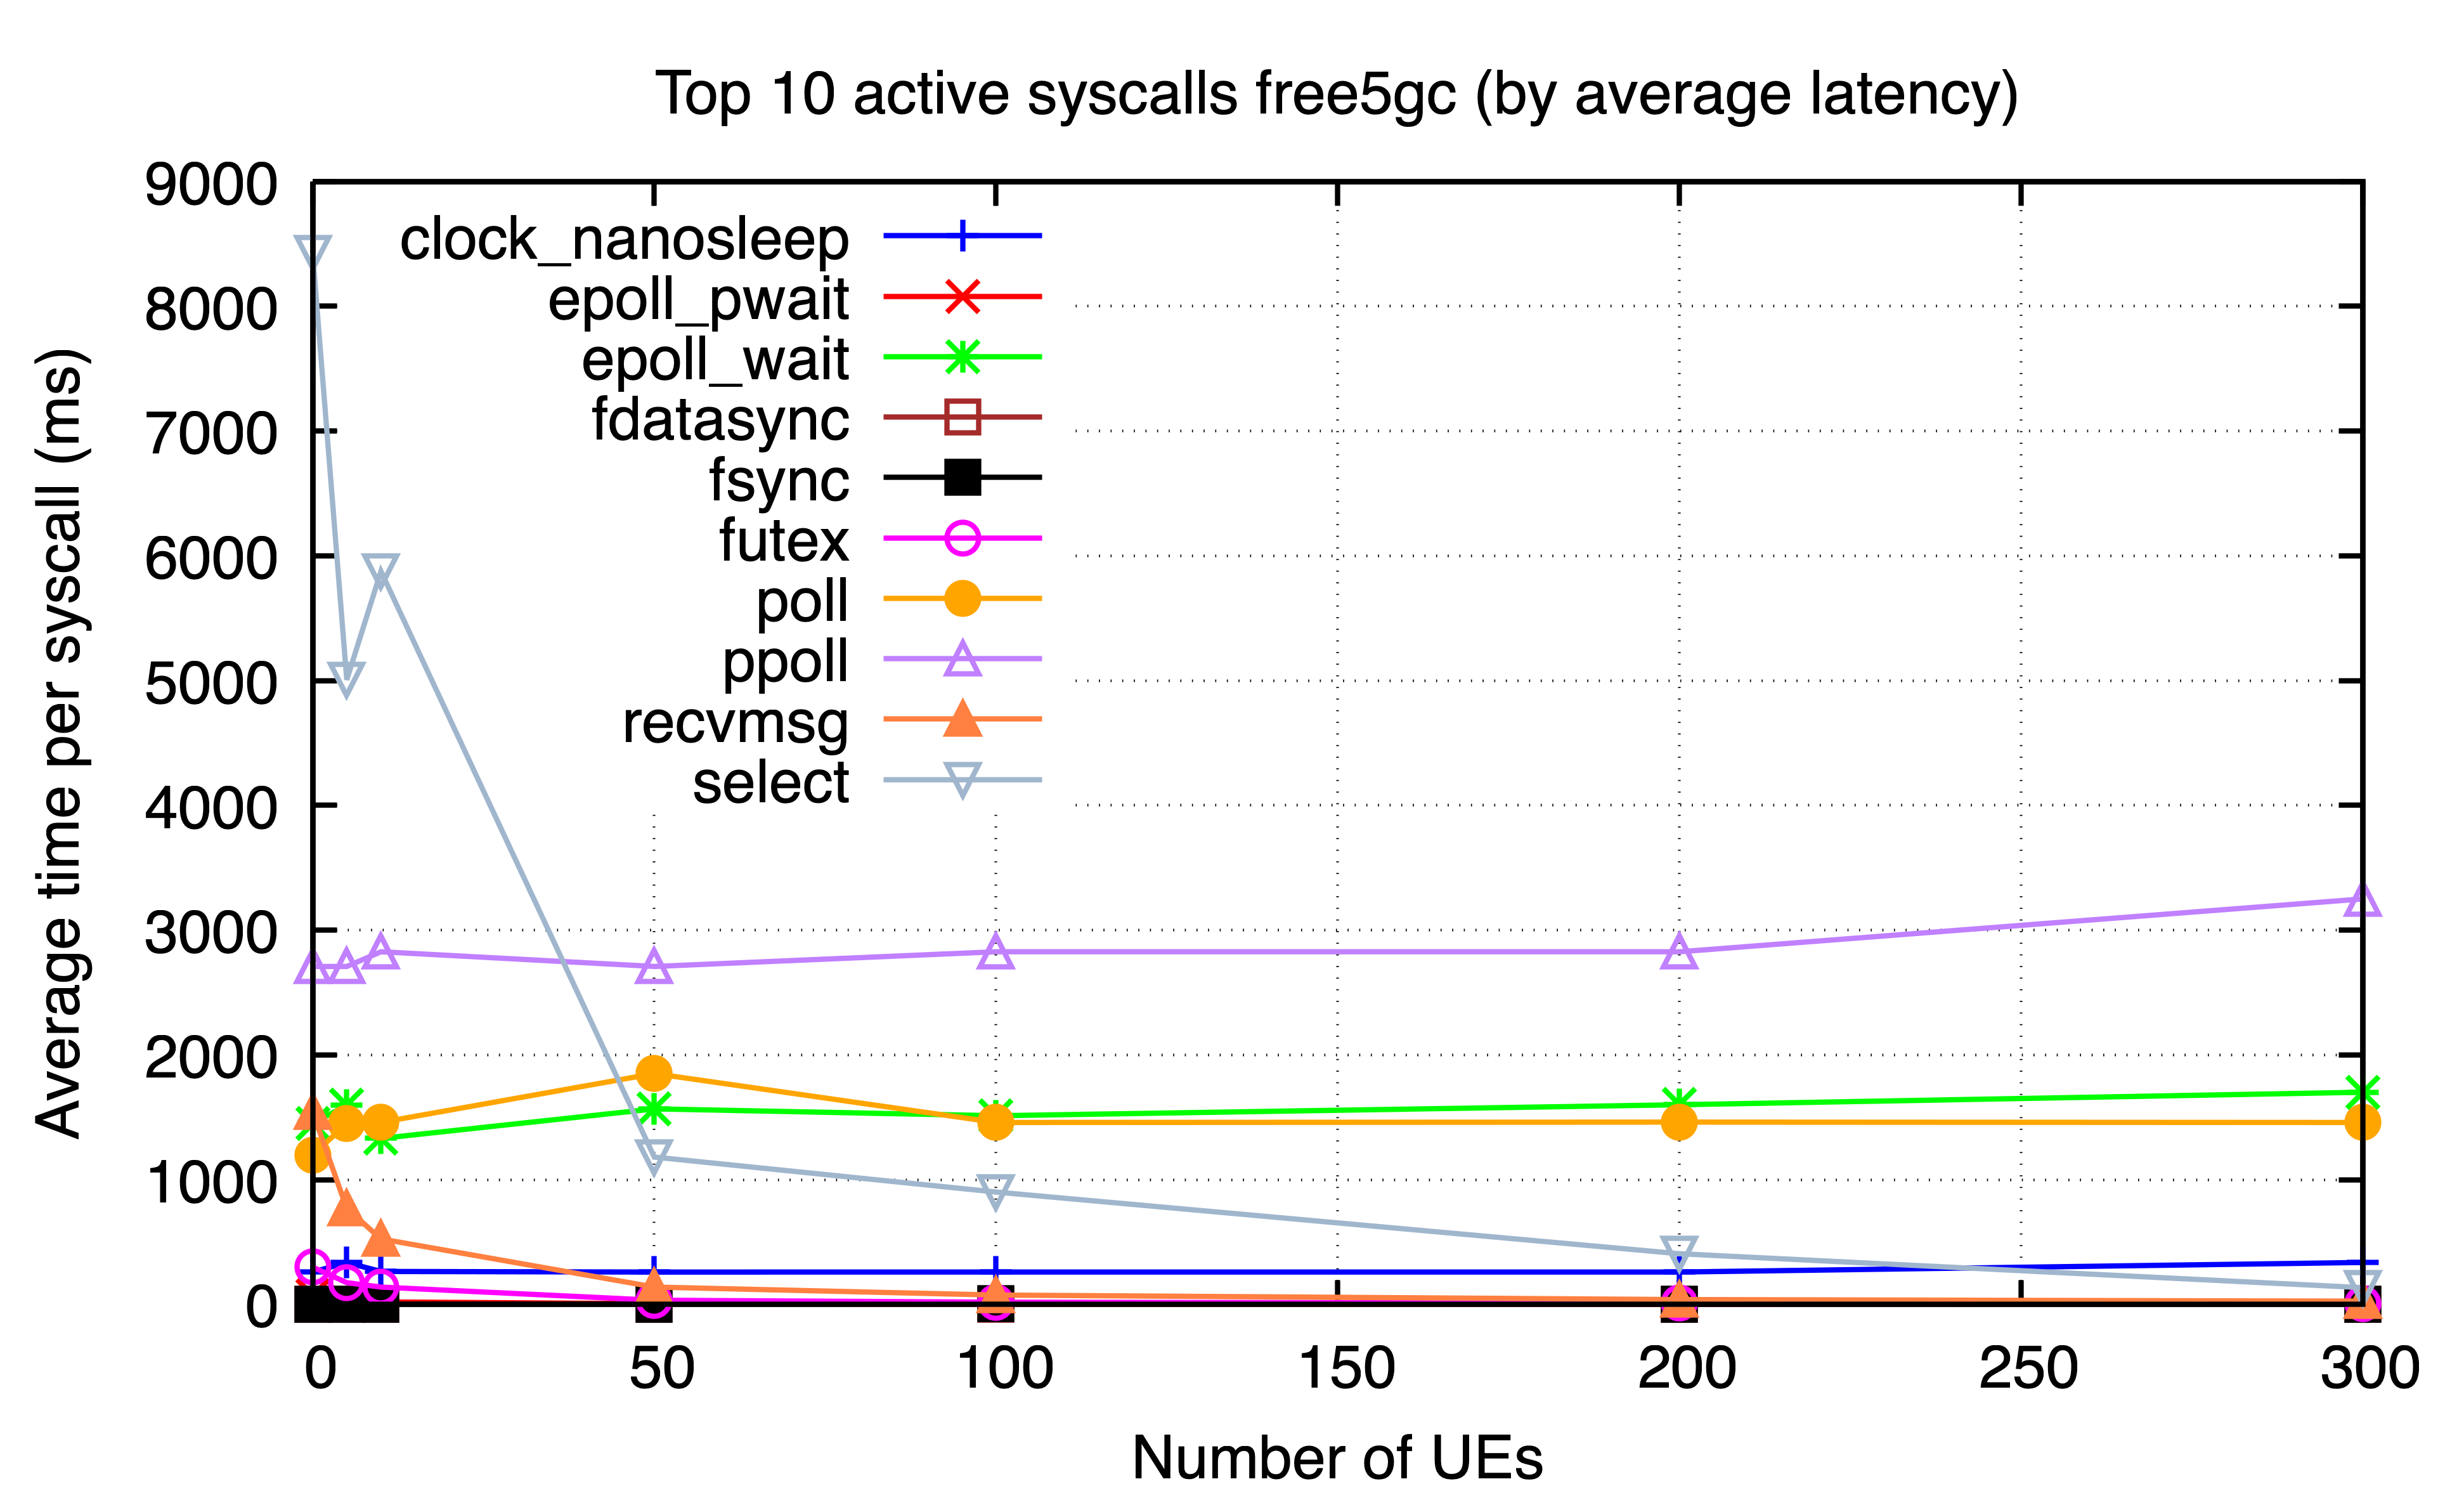 Top 10 active syscalls free5gc (by average latency)
Average time per syscall (ms)
9000
8000
7000
6000
5000
4000
3000
2000
1000
0
clock_nanosleep
epoll_pwait
epoll_wait
fdatasync
fsync
futex
poll
ppoll
recvmsg
select
0 50 100 150 200 250 300
Number of UEs